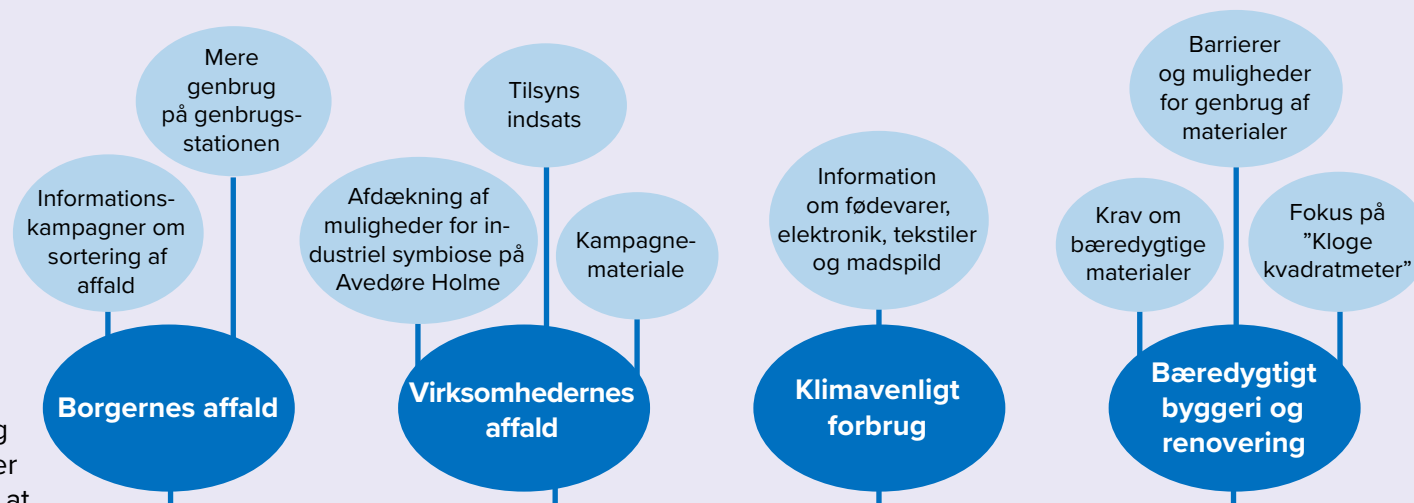 Mere
genbrug
på genbrugs-
stationen
Informations-
kampagner om
sortering af
affald
Borgernes affald
Tilsyns
indsats
Afdækning af
muligheder for in-
dustriel symbiose på
Avedøre Holme
Kampagne-
materiale
Virksomhedernes
affald
Information
om fødevarer,
elektronik, tekstiler
og madspild
Klimavenligt
forbrug
Barrierer
og muligheder
for genbrug af
materialer
Krav om
bæredygtige
materialer
Fokus på
”Kloge
kvadratmeter”
Bæredygtigt
byggeri og
renovering
g
er
at